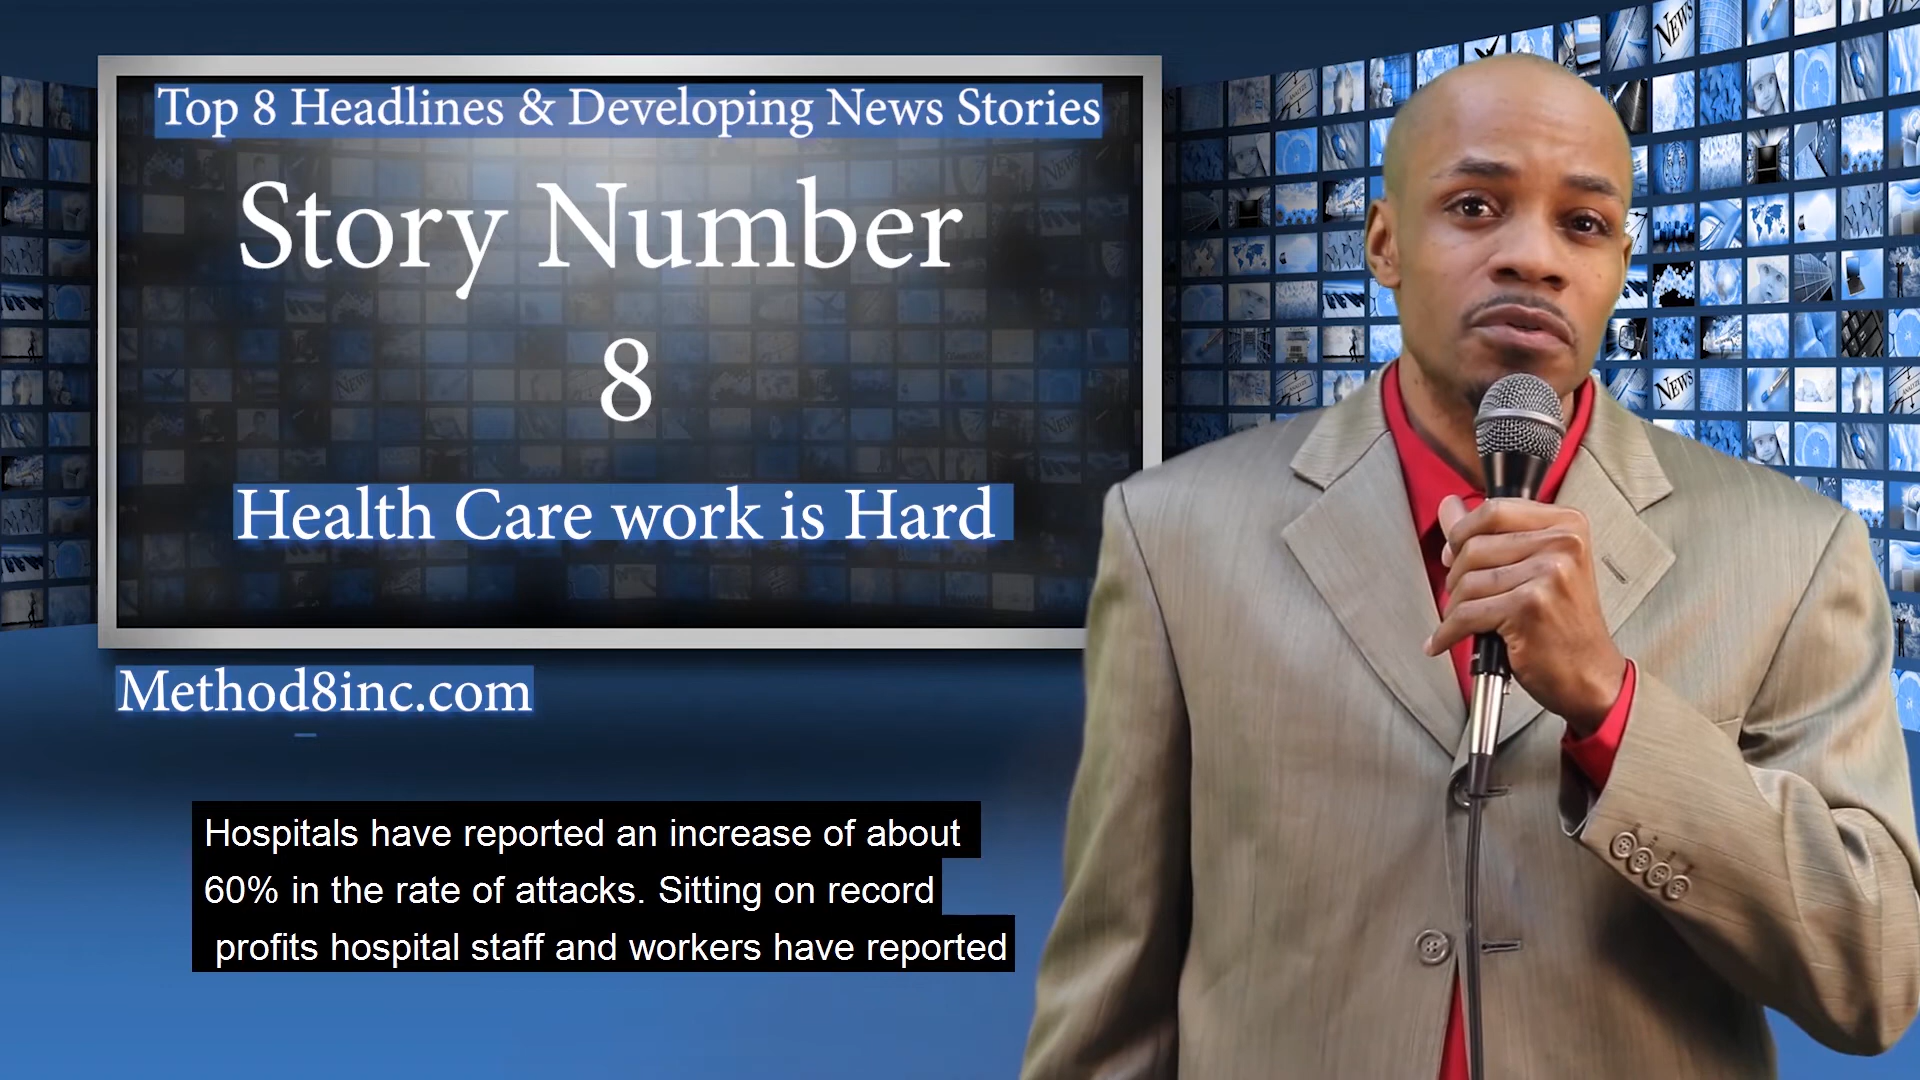 Top 8 Headlines & Developing News Stories
Story Number
8
Health Care work is Hard
Method8inc.com
Hospitals have reported an increase of about
60% in the rate of attacks. Sitting on record
profits hospital staff and workers have reported
NEWS
NEWS